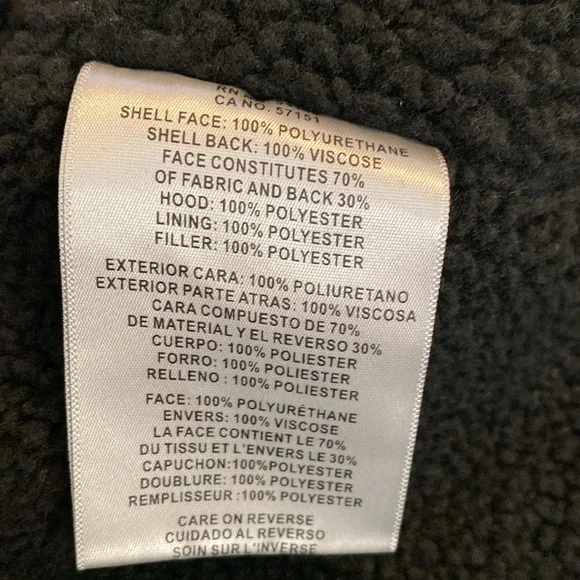 RN
CA NO. 57151
SHELL FACE: 100% POLYURETHANE
SHELL BACK: 100% VISCOSE
FACE CONSTITUTES 70%
OF FABRIC AND BACK 30%
HOOD: 100% POLYESTER
LINING: 100% POLYESTER
FILLER: 100% POLYESTER
EXTERIOR CARA: 100% POLIURETANO
EXTERIOR PARTE ATRAS: 100% VISCOSA
CARA COMPUESTO DE 70%
DE MATERIAL Y EL REVERSO 30%
CUERPO: 100% POLIESTER
FORRO: 100% POLIESTER
RELLENO : 100% POLIESTER
FACE: 100% POLYURÉTHANE
ENVERS: 100% VISCOSE
LA FACE CONTIENT LE 70%
DU TISSU ET L'ENVERS LE 30%
CAPUCHON:100%POLYESTER
DOUBLURE: 100% POLYESTER
REMPLISSEUR :100% POLYESTER
CARE ON REVERSE
CUIDADO AL REVERSO
SOIN SUR L'INVERSE